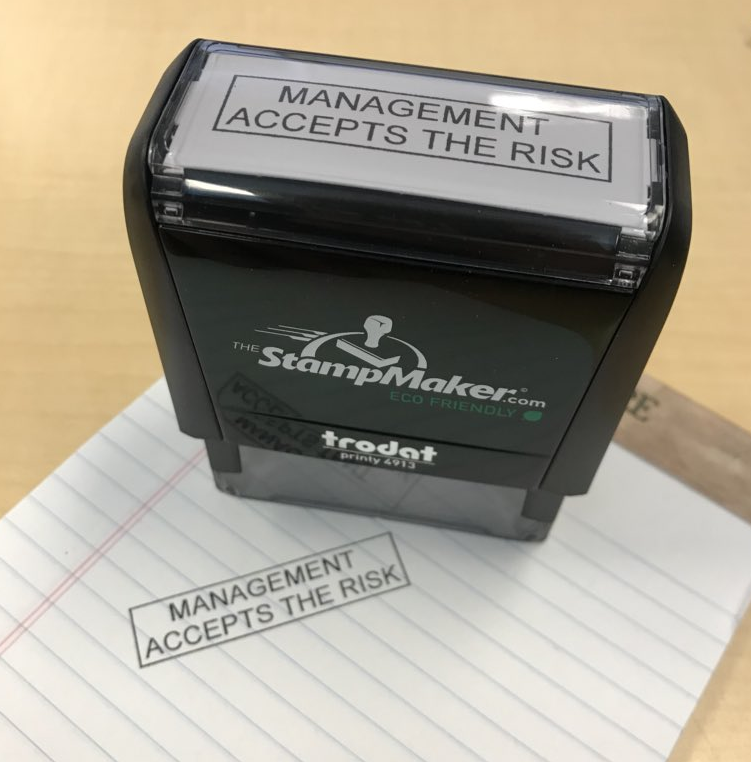 MANAGEMENT
ACCEPTS THE RISK
THE
StampMaker©.com
ECO FRIENDLY
trodat
printy 4913
MANAGEMENT
ACCEPTS THE RISK